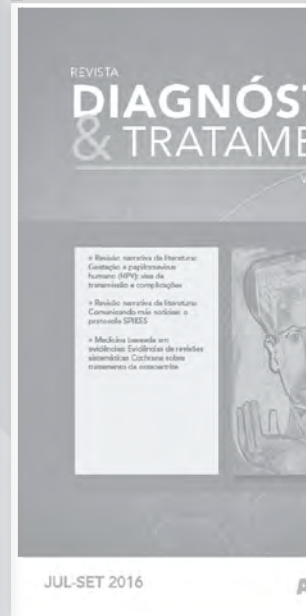 REVISTA
DIAGNÓST
& TRATAME
» Revisão narrativa da literatura:
Gestação e papilomavírus
humano (HPV): vias de
transmissão e complicações
» Revisão narrativa da literatura:
Comunicando más notícias: o
protocolo SPIKES
» Medicina baseada em
evidências: Evidências de revisões
sistemáticas Cochrane sobre
tratamento da osteoartrite
JUL-SET 2016
A